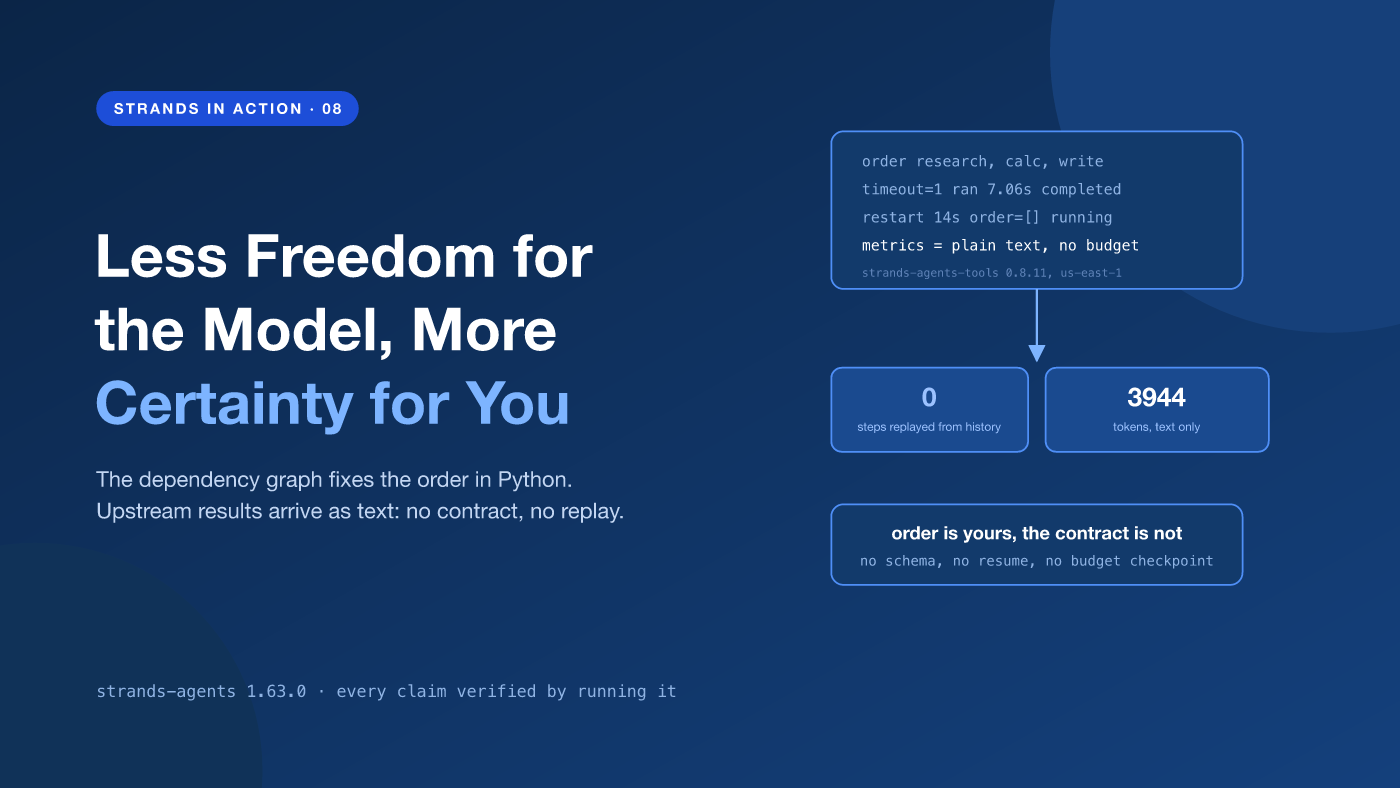 STRANDS IN ACTION · 08
Less Freedom for
the Model, More
Certainty for You
The dependency graph fixes the order in Python.
Upstream results arrive as text: no contract, no replay.
strands-agents 1.63.0 · every claim verified by running it
order research, calc, write
timeout=1 ran 7.06s completed
restart 14s order=[] running
metrics = plain text, no budget
strands-agents-tools 0.8.11, us-east-1
0
steps replayed from history
3944
tokens, text only
order is yours, the contract is not
no schema, no resume, no budget checkpoint